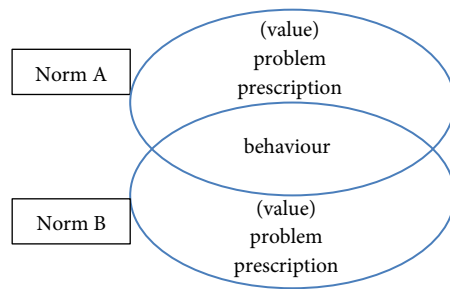 (value)
problem
Norm A
prescription
behaviour
(value)
Norm B
problem
prescription